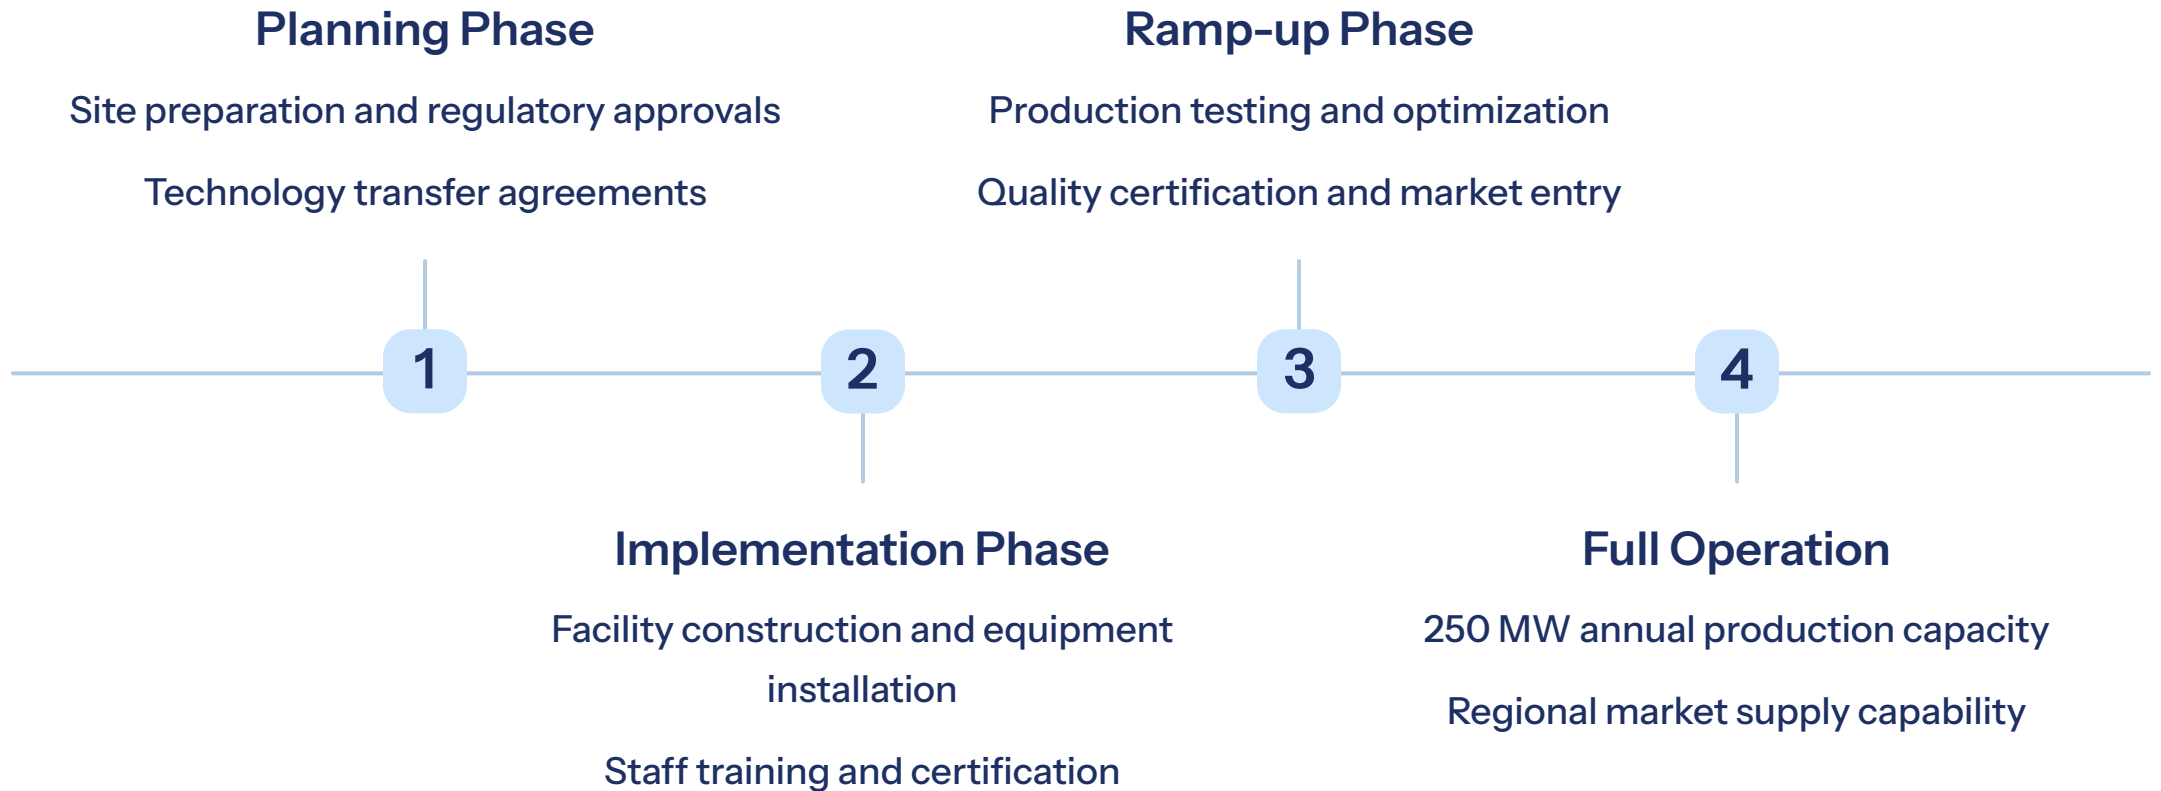 Planning Phase
Site preparation and regulatory approvals
Technology transfer agreements
Ramp-up Phase
Production testing and optimization
Quality certification and market entry
1
2
3
4
Implementation Phase
Facility construction and equipment
installation
Staff training and certification
Full Operation
250 MW annual production capacity
Regional market supply capability